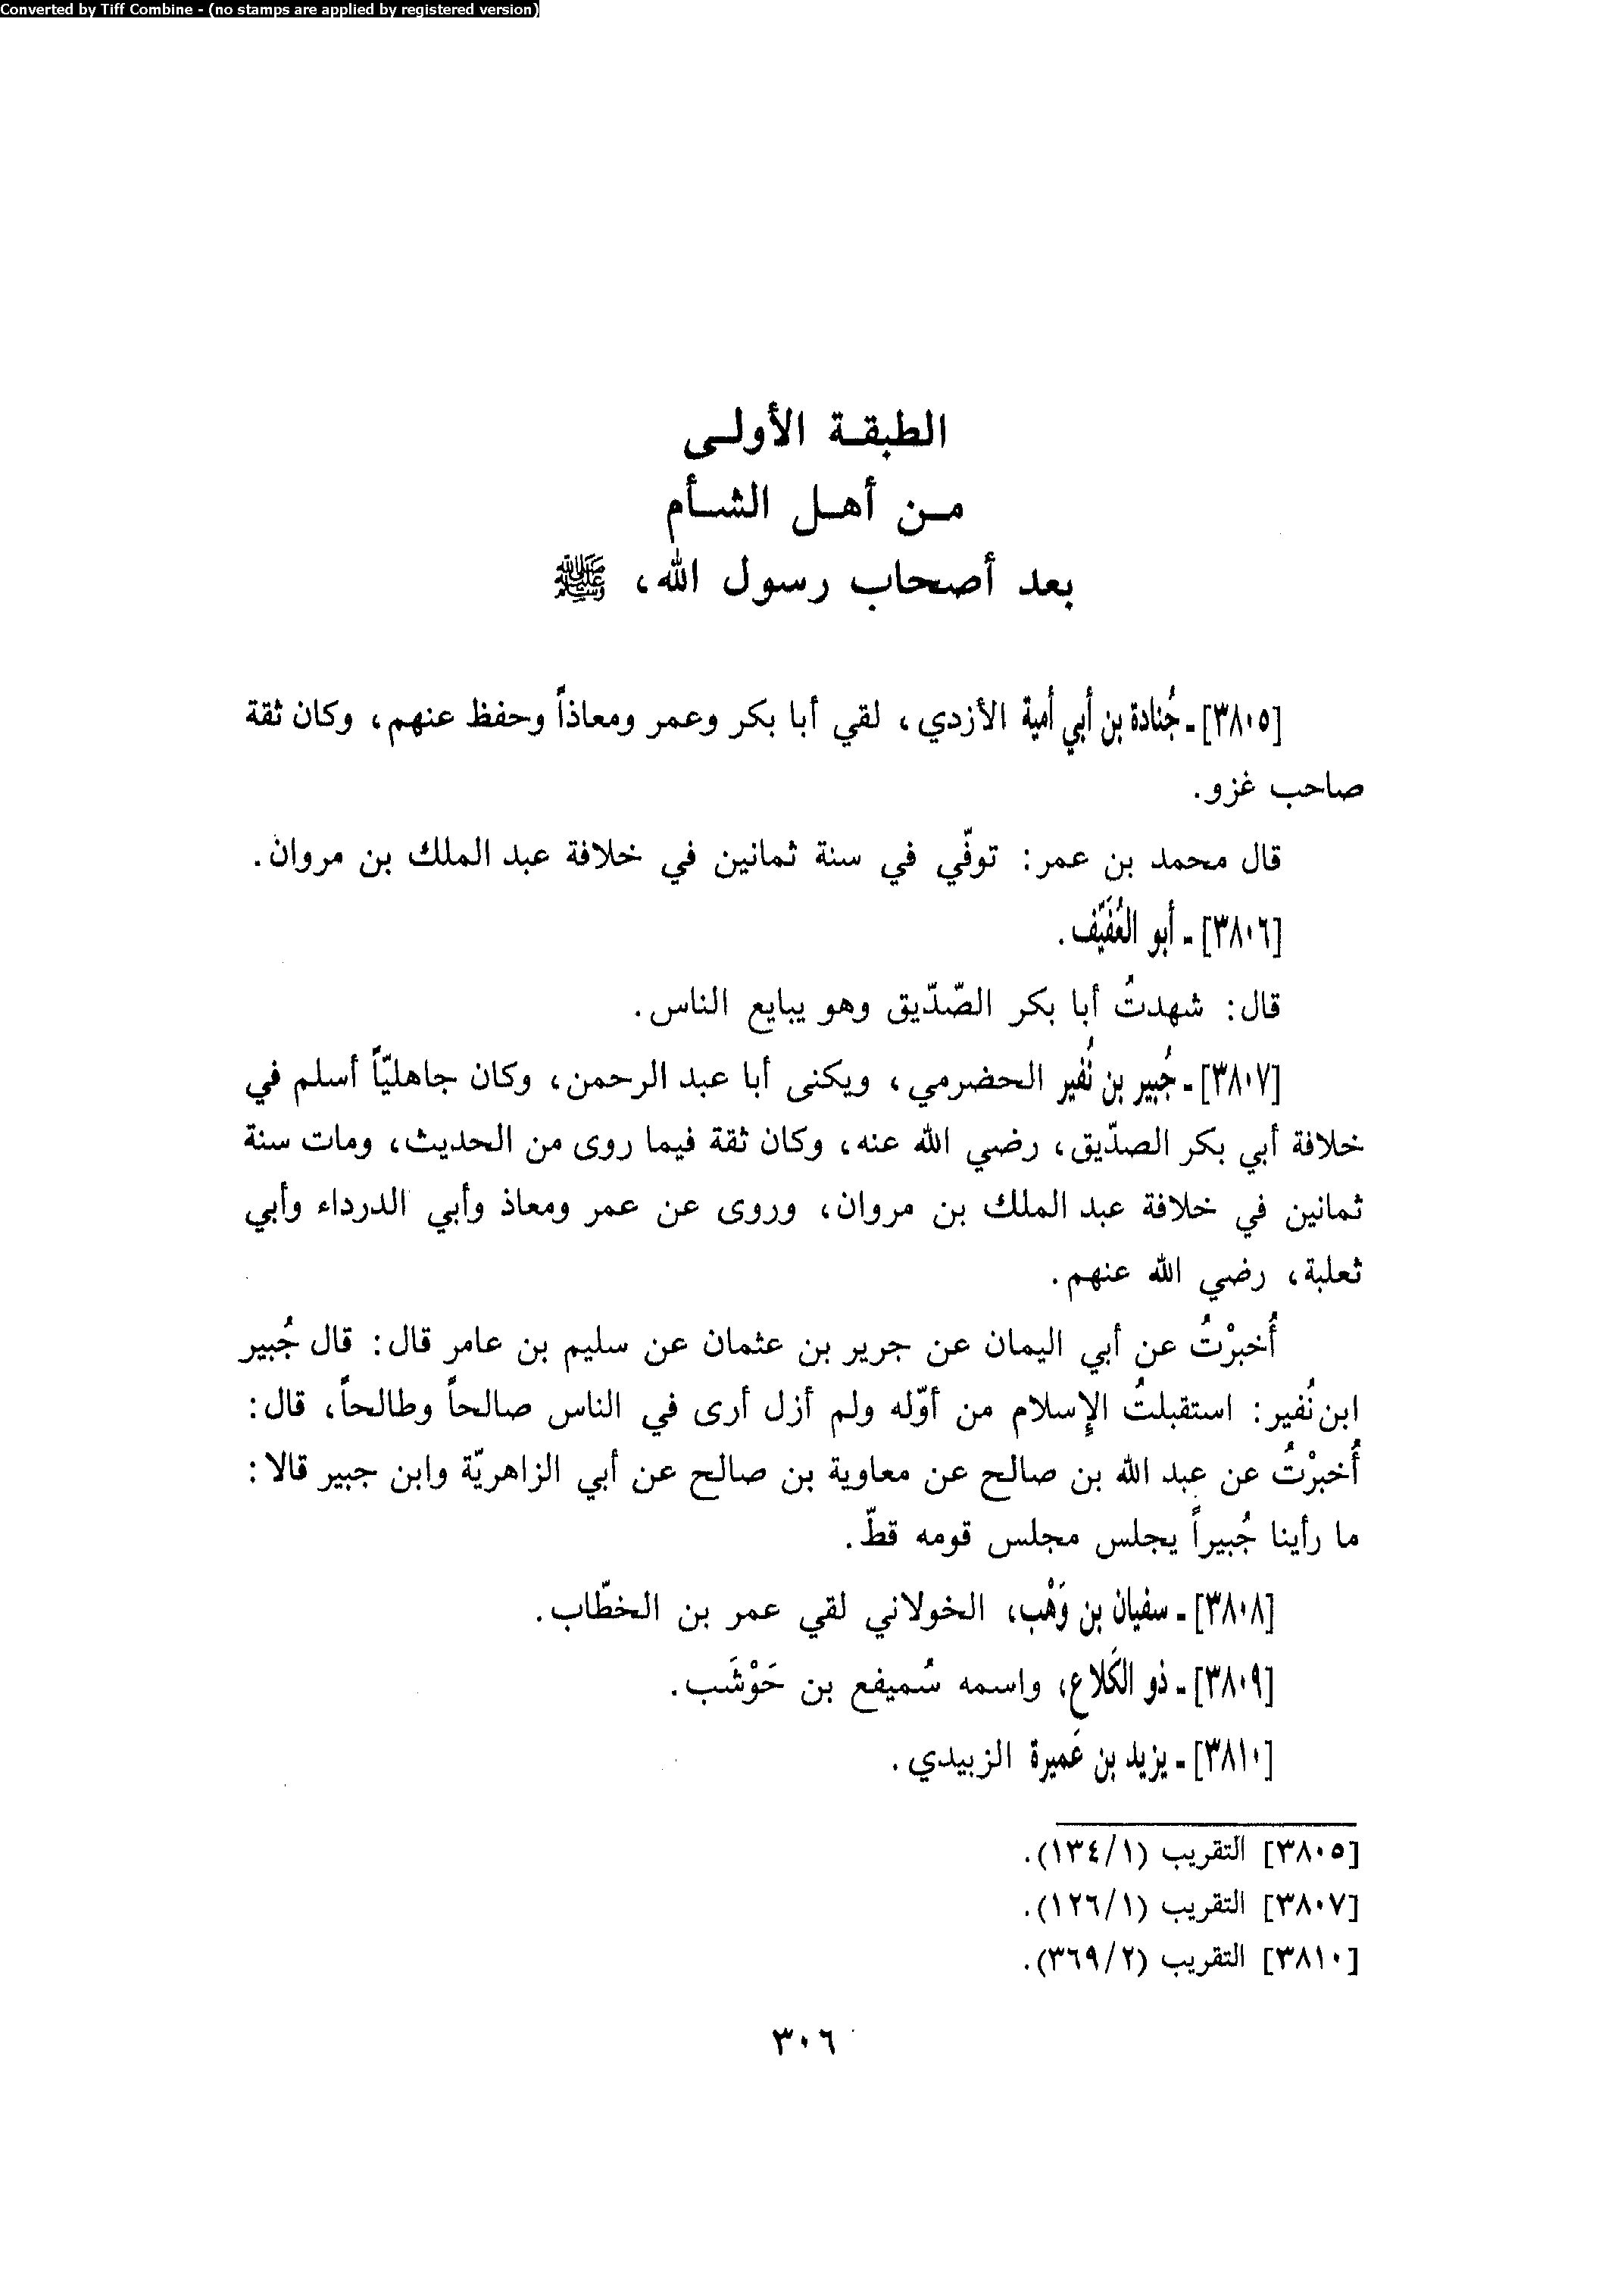 Converted by Tiff Combine - (no stamps are applied by registered version)
الطبقة الأولى
من أهل الشأم
بعد أصحاب رسول الله، ﷺ
[٣٨٠٥] ـ جُنادة بن أبي أمية الأزدي، لقي أبا بكر وعمر ومعاذاً وحفظ عنهم، وكان ثقة
صاحب غزو.
قال محمد بن عمر: توفّي في سنة ثمانين في خلافة عبد الملك بن مروان.
[٣٨٠٦] ـ أبو العُفَيّف.
قال: شهدتُ أبا بكر الصّدّيق وهو يبايع الناس.
[٣٨٠٧] ـ جُبير بن نُفير الحضرمي، ويكنى أبا عبد الرحمن، وكان جاهليّاً أسلم في
خلافة أبي بكر الصدّيق، رضي الله عنه، وكان ثقة فيما روى من الحديث، ومات سنة
ثمانين في خلافة عبد الملك بن مروان، وروى عن عمر ومعاذ وأبي الدرداء وأبي
ثعلبة، رضي الله عنهم.
أُخبرْتُ عن أبي اليمان عن جرير بن عثمان عن سليم بن عامر قال: قال جُبير
ابن نُفير: استقبلتُ الإسلام من أوّله ولم أزل أرى في الناس صالحاً وطالحاً، قال:
أُخبرْتُ عن عبد الله بن صالح عن معاوية بن صالح عن أبي الزاهريّة وابن جبير قالا:
ما رأينا جُبيراً يجلس مجلس قومه قطّ.
[٣٨٠٨] ـ سفيان بن وَهْب، الخولاني لقي عمر بن الخطّاب.
[٣٨٠٩] ـ ذو الكَلاع، واسمه سُميفع بن حَوْشَب.
[٣٨١٠] ـ يزيد بن عَميرة الزبيدي.
[٣٨٠٥] التقريب (١/١٣٤).
[٣٨٠٧] التقريب (١/١٢٦).
[٣٨١٠] التقريب (٢/٣٦٩).
٣٠٦